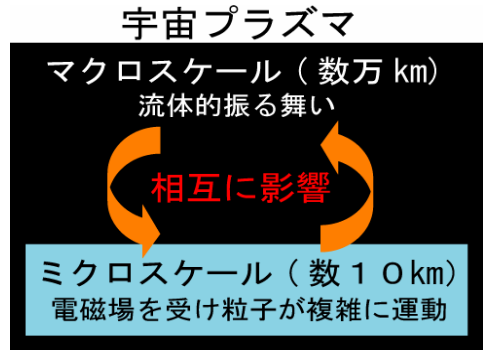 宇宙プラズマ
マクロスケール（数万km）
流体的振る舞い
相互に影響
ミクロスケール（数１０km）
電磁場を受け粒子が複雑に運動